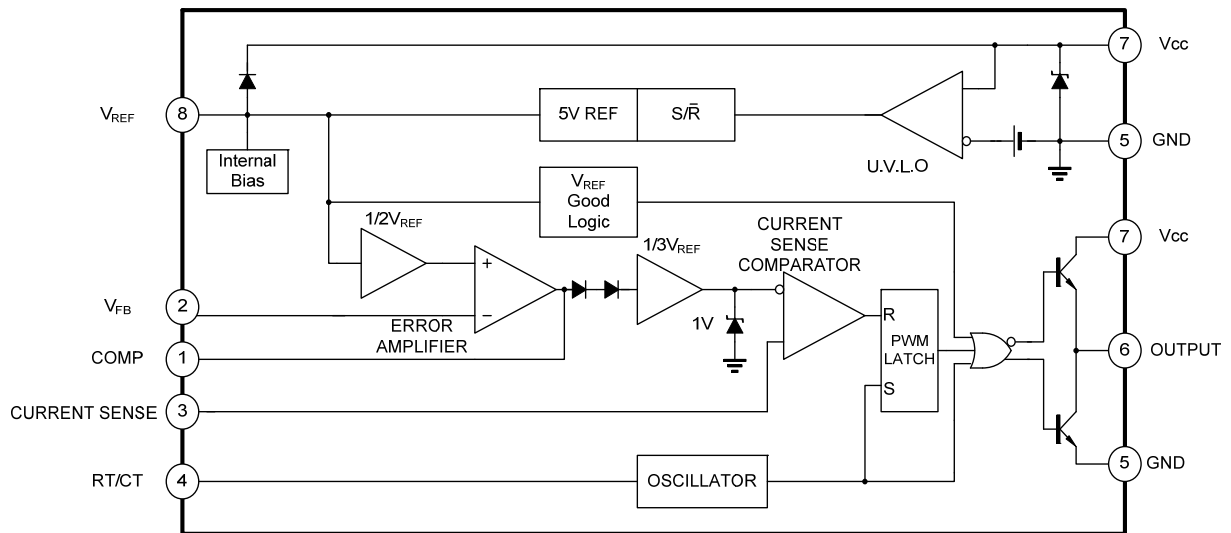 7 Vcc
VREF 8 5V REF S/R̄
5 GND
Internal
Bias
U.V.L.O
VREF
Good
Logic
1/2VREF
1/3VREF
CURRENT
SENSE
COMPARATOR
7 Vcc
+
VFB 2 −
1V
R
ERROR
AMPLIFIER
PWM
LATCH
6 OUTPUT
COMP 1
S
CURRENT SENSE 3
5 GND
RT/CT 4 OSCILLATOR